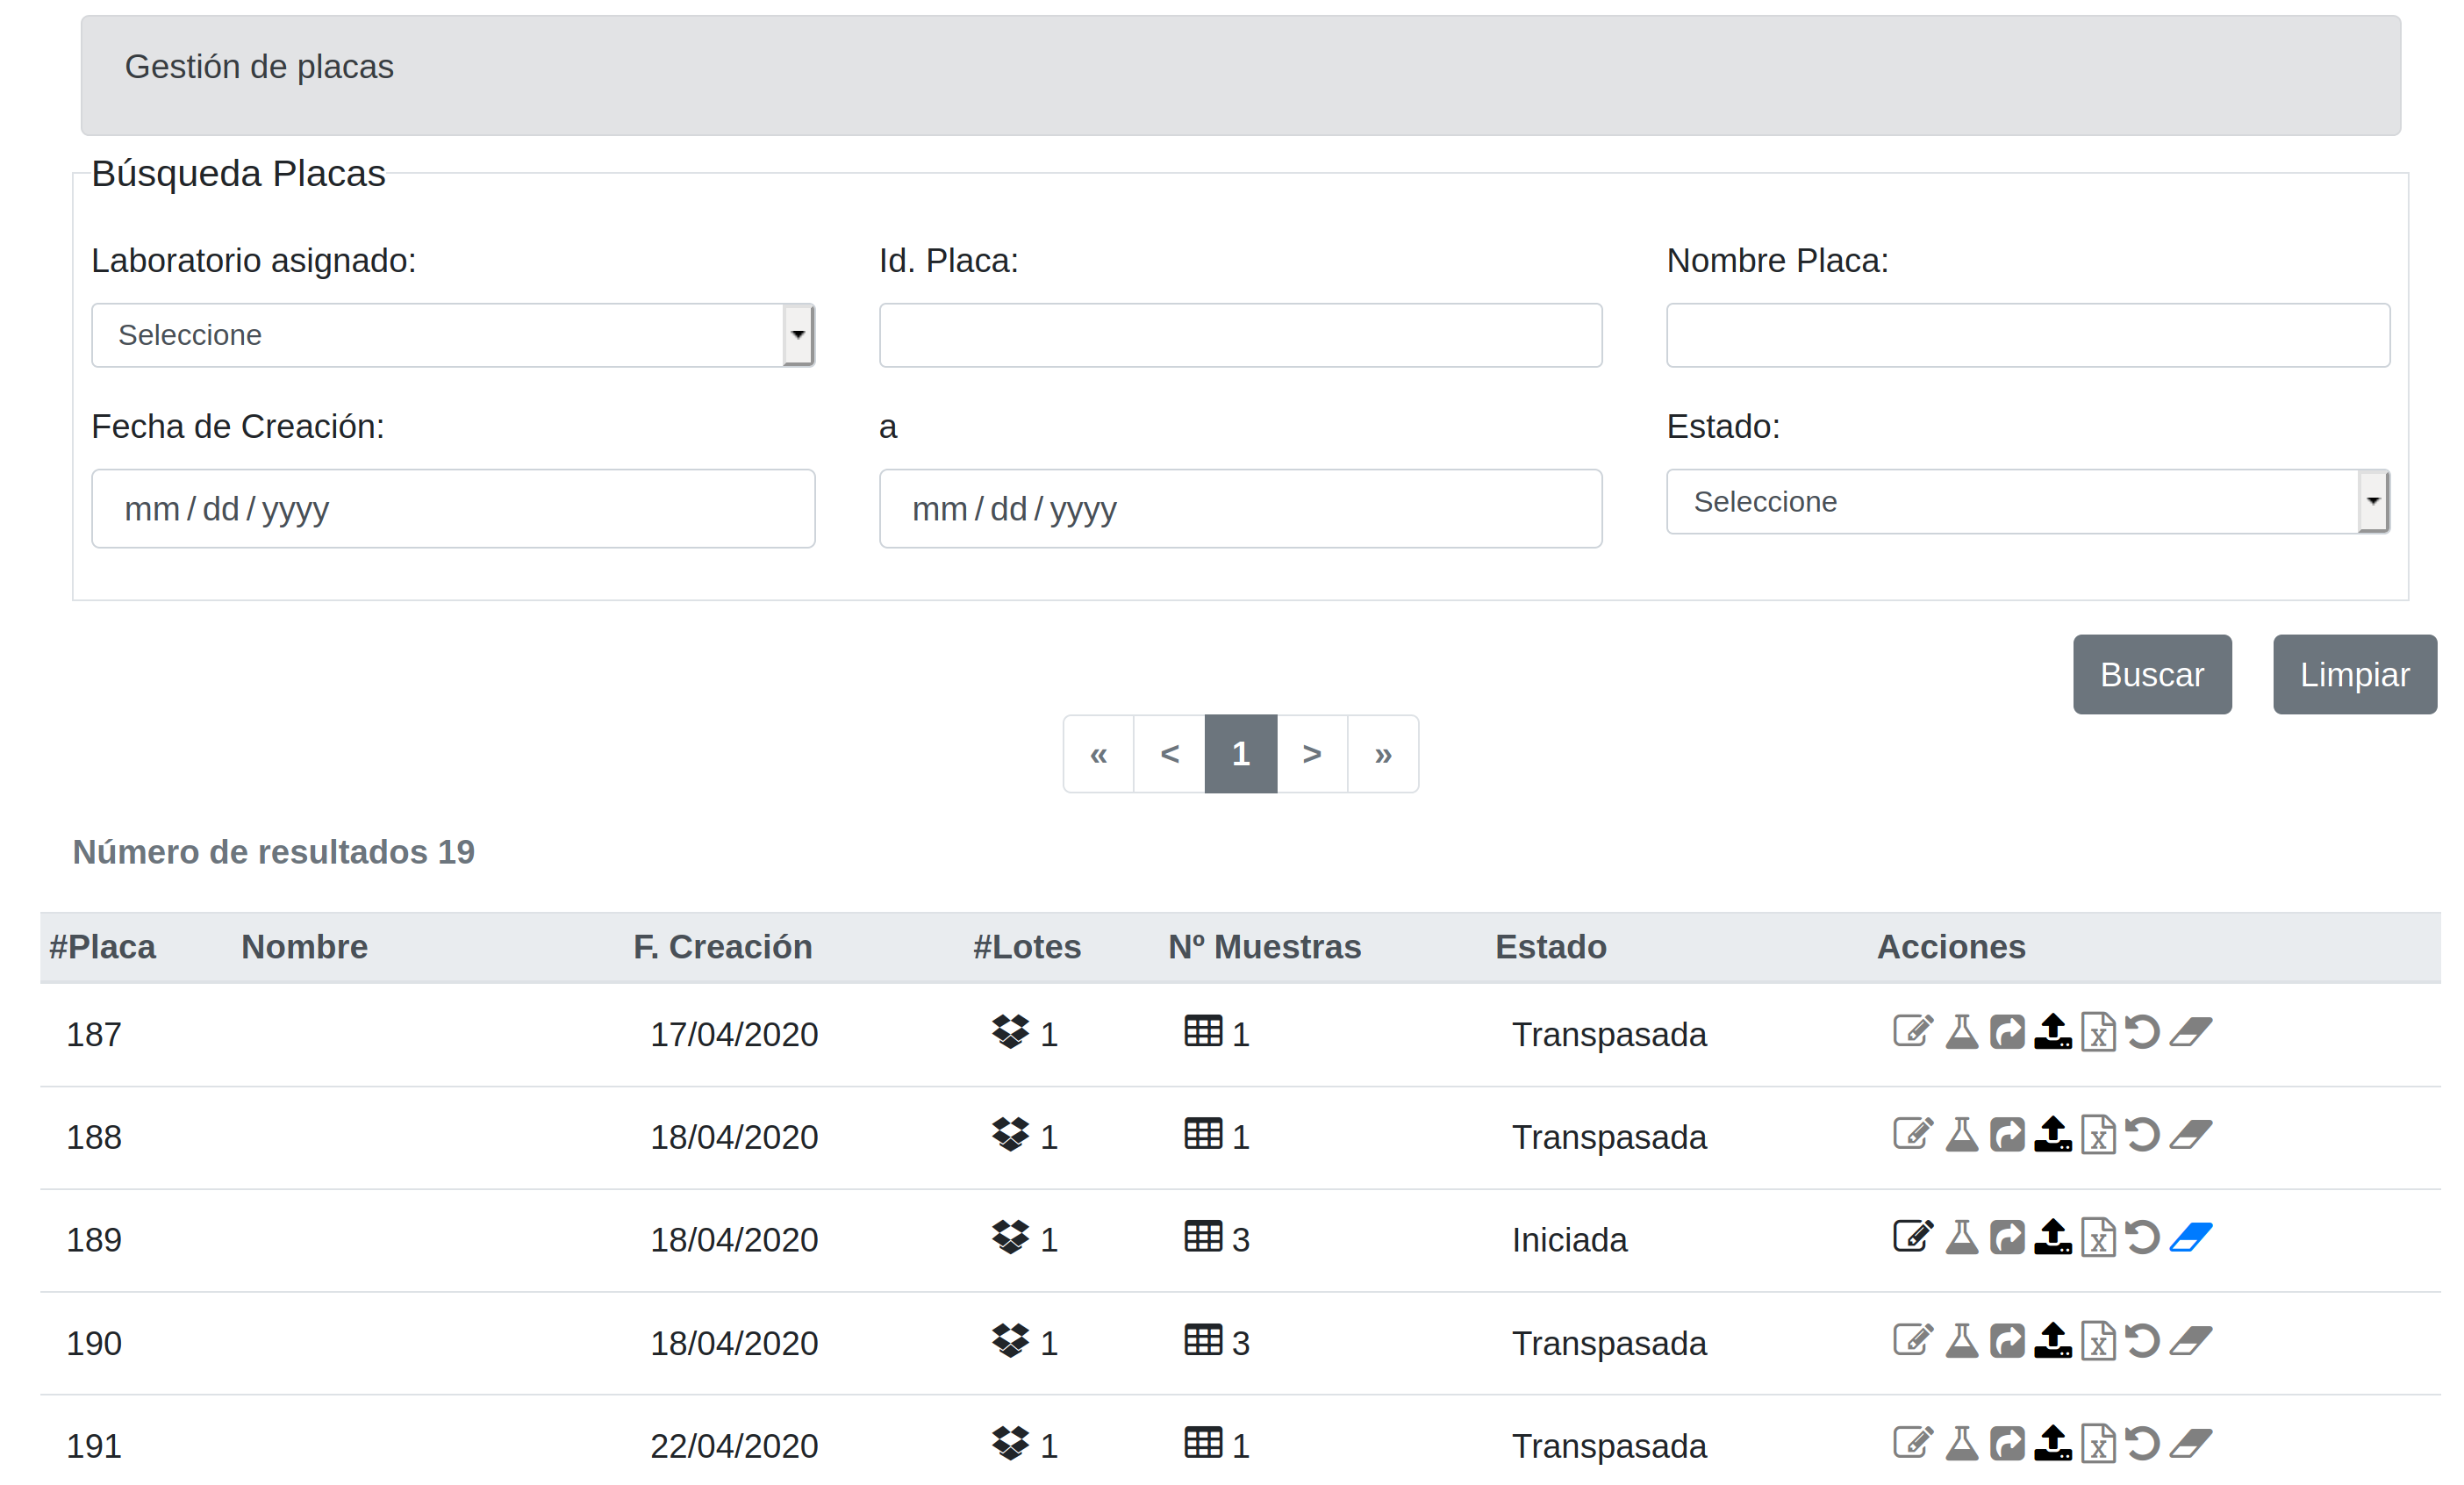 Gestión de placas
Búsqueda Placas
Laboratorio asignado: Id. Placa: Nombre Placa:
Seleccione
Fecha de Creación: a Estado:
mm / dd / yyyy mm / dd / yyyy Seleccione
Buscar Limpiar
« < 1 > »
Número de resultados 19
#Placa Nombre F. Creación #Lotes Nº Muestras Estado Acciones
187 17/04/2020 1 1 Transpasada
188 18/04/2020 1 1 Transpasada
189 18/04/2020 1 3 Iniciada
190 18/04/2020 1 3 Transpasada
191 22/04/2020 1 1 Transpasada